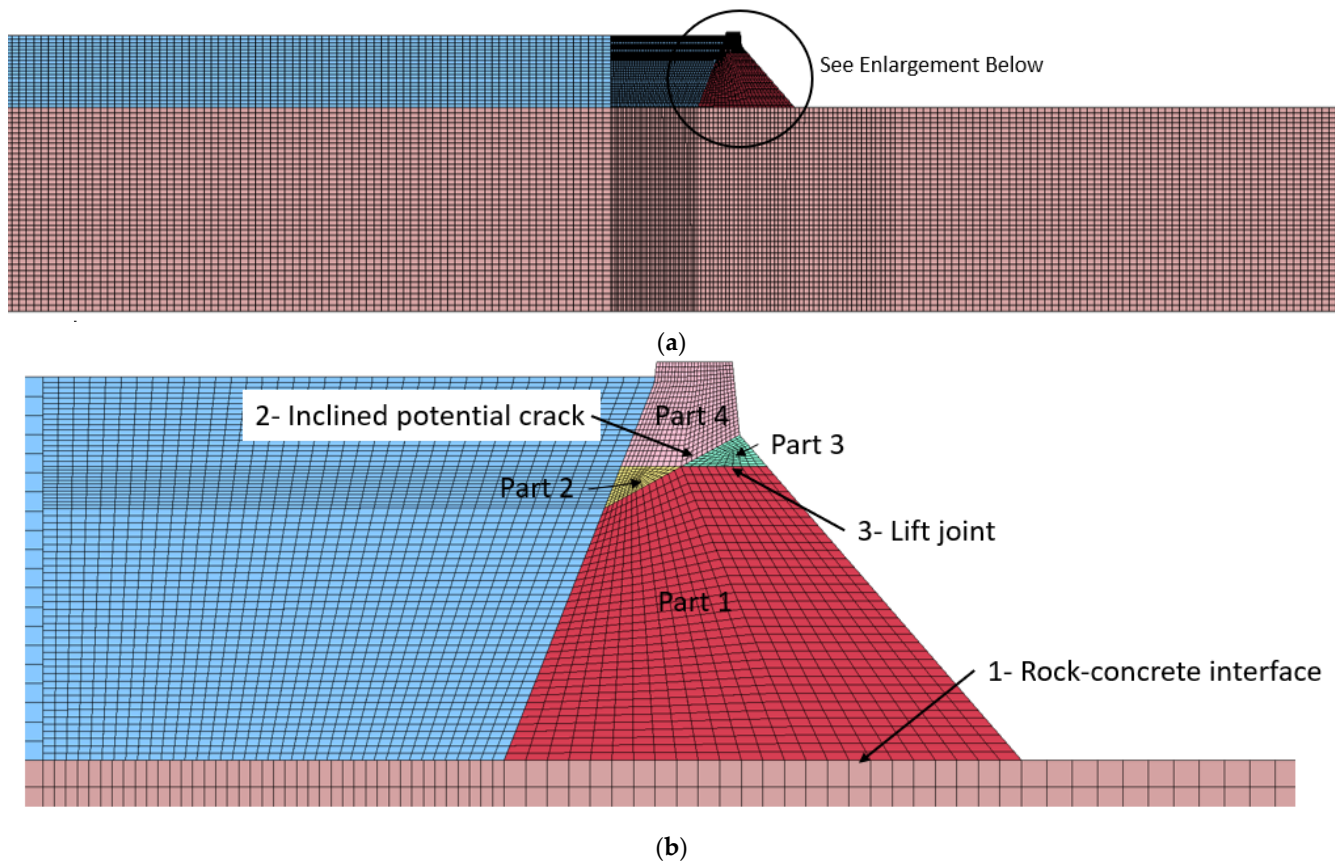 See Enlargement Below
(a)
2- Inclined potential crack
Part 4
Part 3
Part 2
3- Lift joint
Part 1
1- Rock-concrete interface
(b)